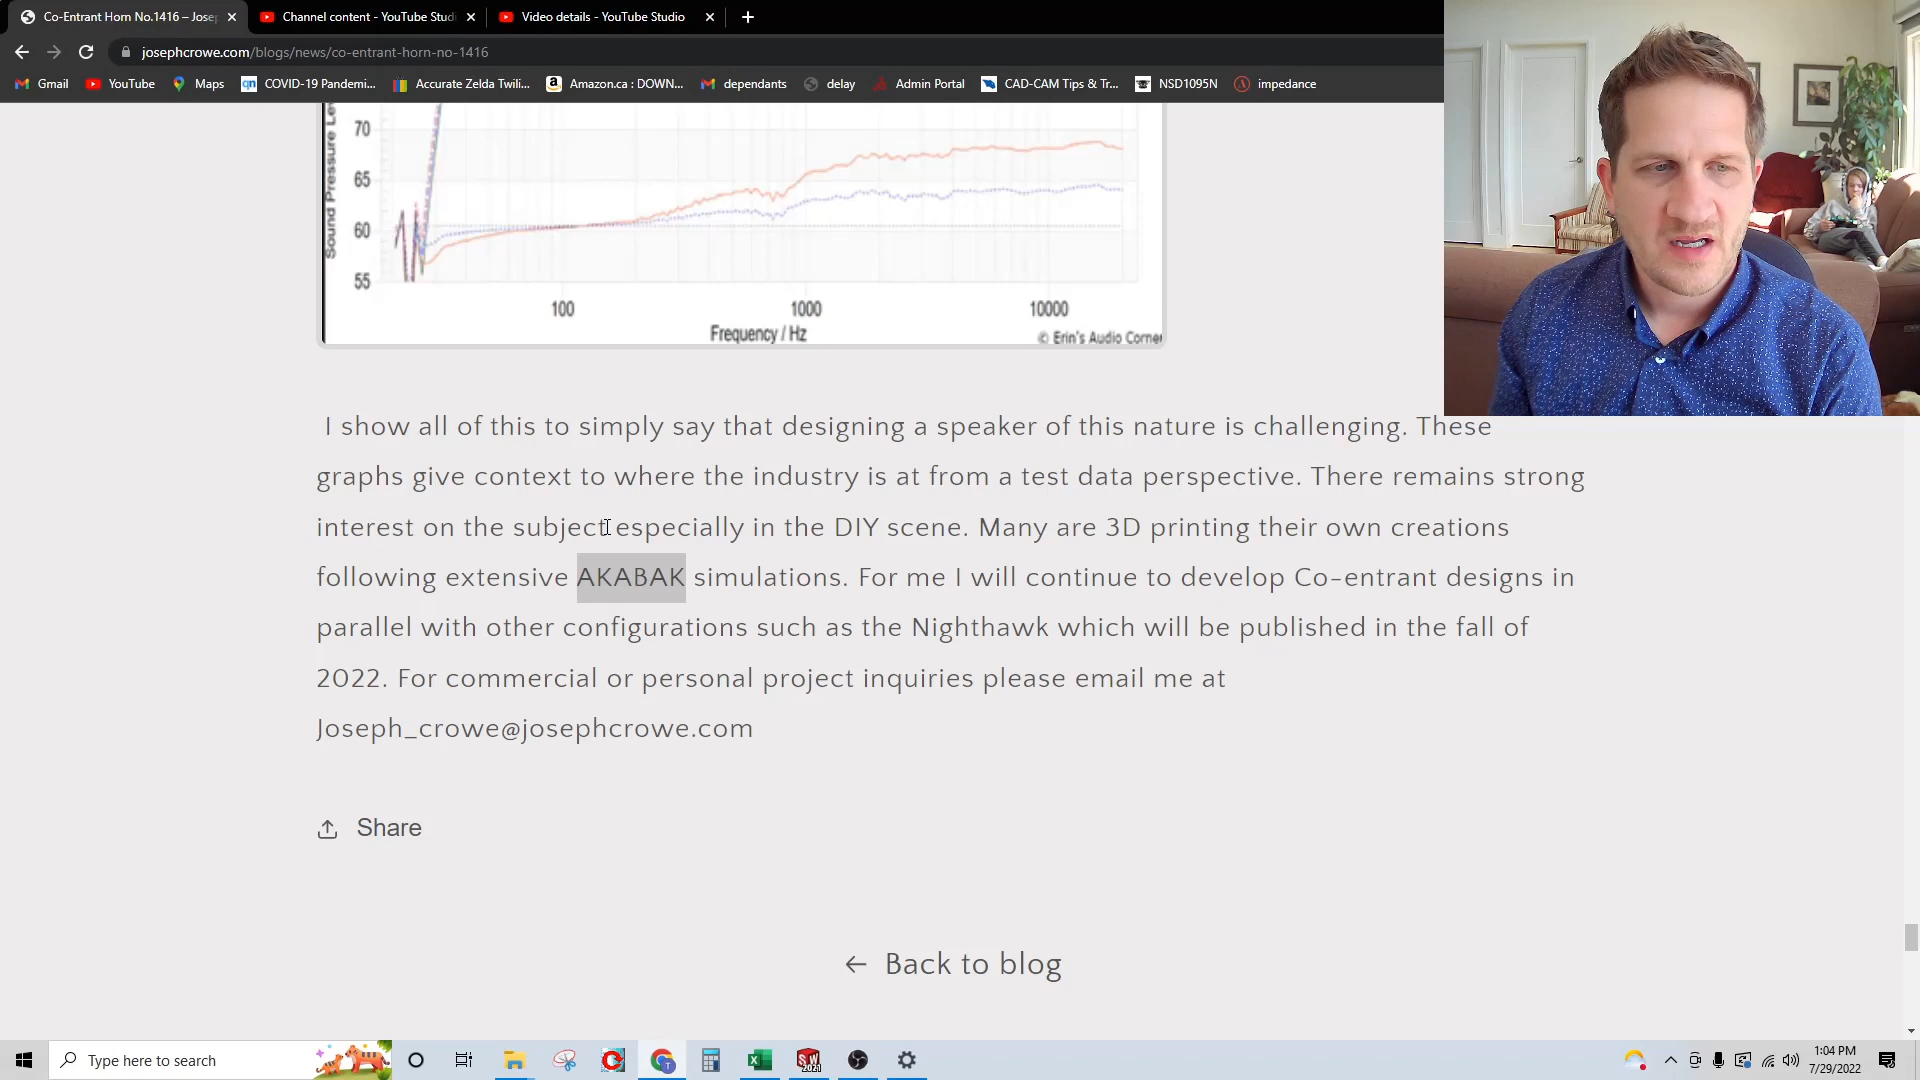 Co-Entrant Horn No.1416 – Josep
Channel content - YouTube Studi
Video details - YouTube Studio
josephcrowe.com/blogs/news/co-entrant-horn-no-1416
Gmail
YouTube
Maps
COVID-19 Pandemi...
Accurate Zelda Twili...
Amazon.ca : DOWN...
dependants
delay
Admin Portal
CAD-CAM Tips & Tr...
NSD1095N
impedance
Sound Pressure Le
70
65
60
55
100
1000
10000
Frequency / Hz
© Erin's Audio Corner
I show all of this to simply say that designing a speaker of this nature is challenging. These
graphs give context to where the industry is at from a test data perspective. There remains strong
interest on the subject especially in the DIY scene. Many are 3D printing their own creations
following extensive AKABAK simulations. For me I will continue to develop Co-entrant designs in
parallel with other configurations such as the Nighthawk which will be published in the fall of
2022. For commercial or personal project inquiries please email me at
Joseph_crowe@josephcrowe.com
Share
← Back to blog
Type here to search
1:04 PM
7/29/2022